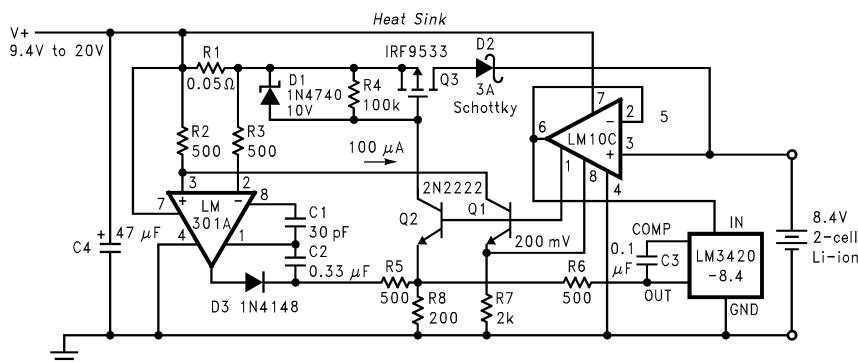 Heat Sink
V+
9.4V to 20V
R1
0.05Ω
D1
1N4740
10V
R4
100k
IRF9533
Q3
D2
3A
Schottky
R2
500
R3
500
100 μA
7
2
5
6
−
LM10C
+
3
1
8
4
3
2
8
+
−
LM
301A
7
4
1
C1
30 pF
C2
0.33 μF
2N2222
Q2
Q1
200 mV
C4
+
47 μF
D3 1N4148
R5
500
R8
200
R7
2k
R6
500
0.1
μF
C3
COMP
IN
LM3420
-8.4
OUT
GND
8.4V
2-cell
Li-ion